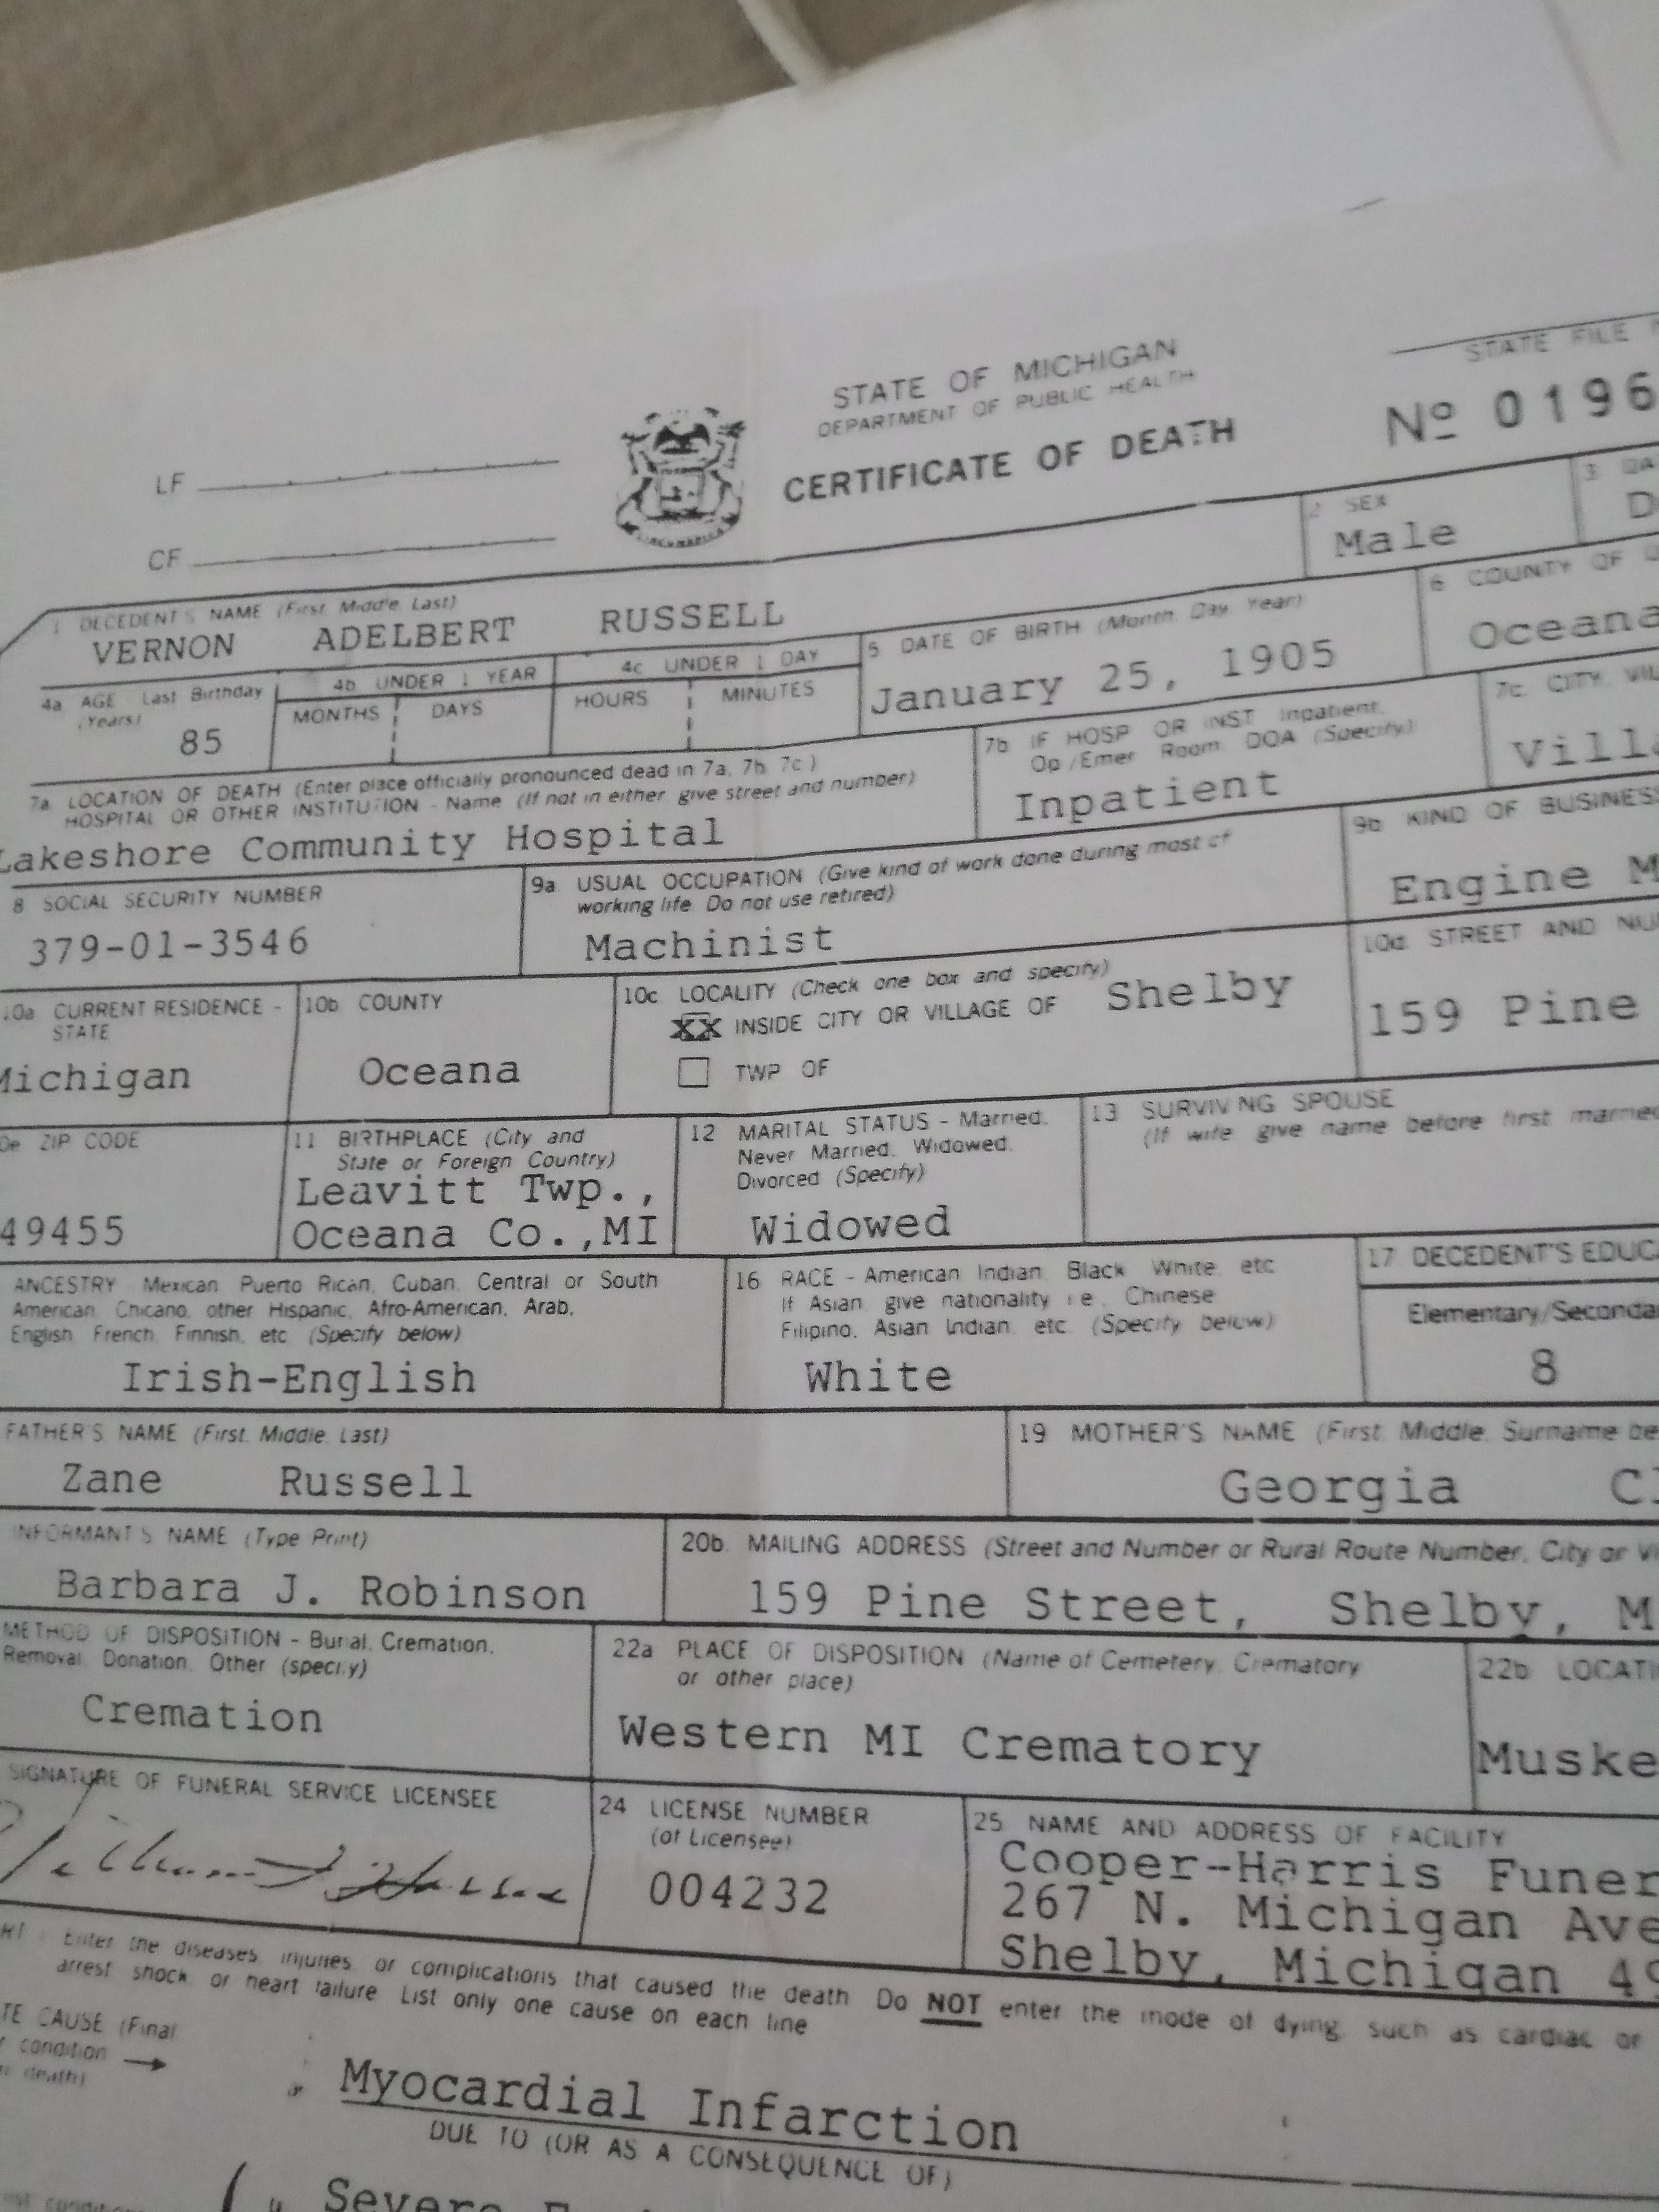 STATE OF MICHIGAN
DEPARTMENT OF PUBLIC HEALTH
CERTIFICATE OF DEATH
STATE FILE
Nº 0196
LF
CF
1 DECEDENT'S NAME (First, Middle, Last)
VERNON ADELBERT RUSSELL
2 SEX
Male
3
4a AGE - Last Birthday (Years)
85
4b UNDER 1 YEAR
MONTHS DAYS
4c UNDER 1 DAY
HOURS MINUTES
5 DATE OF BIRTH (Month, Day, Year)
January 25, 1905
6 COUNTY OF
Oceana
7a LOCATION OF DEATH (Enter place officially pronounced dead in 7a, 7b, 7c.)
HOSPITAL OR OTHER INSTITUTION - Name (If not in either, give street and number)
Lakeshore Community Hospital
7b IF HOSP OR INST Inpatient,
Op/Emer Room, DOA (Specify)
Inpatient
7c CITY,
8 SOCIAL SECURITY NUMBER
379-01-3546
9a USUAL OCCUPATION (Give kind of work done during most of
working life. Do not use retired)
Machinist
9b KIND OF BUSINESS
Engine
10a CURRENT RESIDENCE -
STATE
Michigan
10b COUNTY
Oceana
10c LOCALITY (Check one box and specify)
XX INSIDE CITY OR VILLAGE OF Shelby
TWP OF
10d STREET AND
159 Pine
ZIP CODE
49455
11 BIRTHPLACE (City and
State or Foreign Country)
Leavitt Twp.,
Oceana Co.,MI
12 MARITAL STATUS - Married,
Never Married, Widowed,
Divorced (Specify)
Widowed
13 SURVIVING SPOUSE
(If wife, give name before first married
ANCESTRY - Mexican, Puerto Rican, Cuban, Central or South
American, Chicano, other Hispanic, Afro-American, Arab,
English, French, Finnish, etc. (Specify below)
Irish-English
16 RACE - American Indian, Black, White, etc.
If Asian, give nationality i.e., Chinese,
Filipino, Asian Indian, etc. (Specify below)
White
17 DECEDENT'S
Elementary/
8
FATHER'S NAME (First, Middle, Last)
Zane Russell
19 MOTHER'S NAME (First, Middle, Surname
Georgia
INFORMANT'S NAME (Type/Print)
Barbara J. Robinson
20b. MAILING ADDRESS (Street and Number or Rural Route Number, City or
159 Pine Street, Shelby,
METHOD OF DISPOSITION - Burial, Cremation,
Removal, Donation, Other (specify)
Cremation
22a PLACE OF DISPOSITION (Name of Cemetery, Crematory
or other place)
Western MI Crematory
22b
SIGNATURE OF FUNERAL SERVICE LICENSEE
24 LICENSE NUMBER
(of Licensee)
004232
25 NAME AND ADDRESS OF FACILITY
Cooper-Harris
267 N. Michigan Ave
Shelby, Michigan
Enter the diseases, injuries, or complications that caused the death. Do NOT enter the mode of dying, such as cardiac or
arrest, shock, or heart failure. List only one cause on each line
CAUSE (Final
condition
death)
a Myocardial Infarction
DUE TO (OR AS A CONSEQUENCE OF)